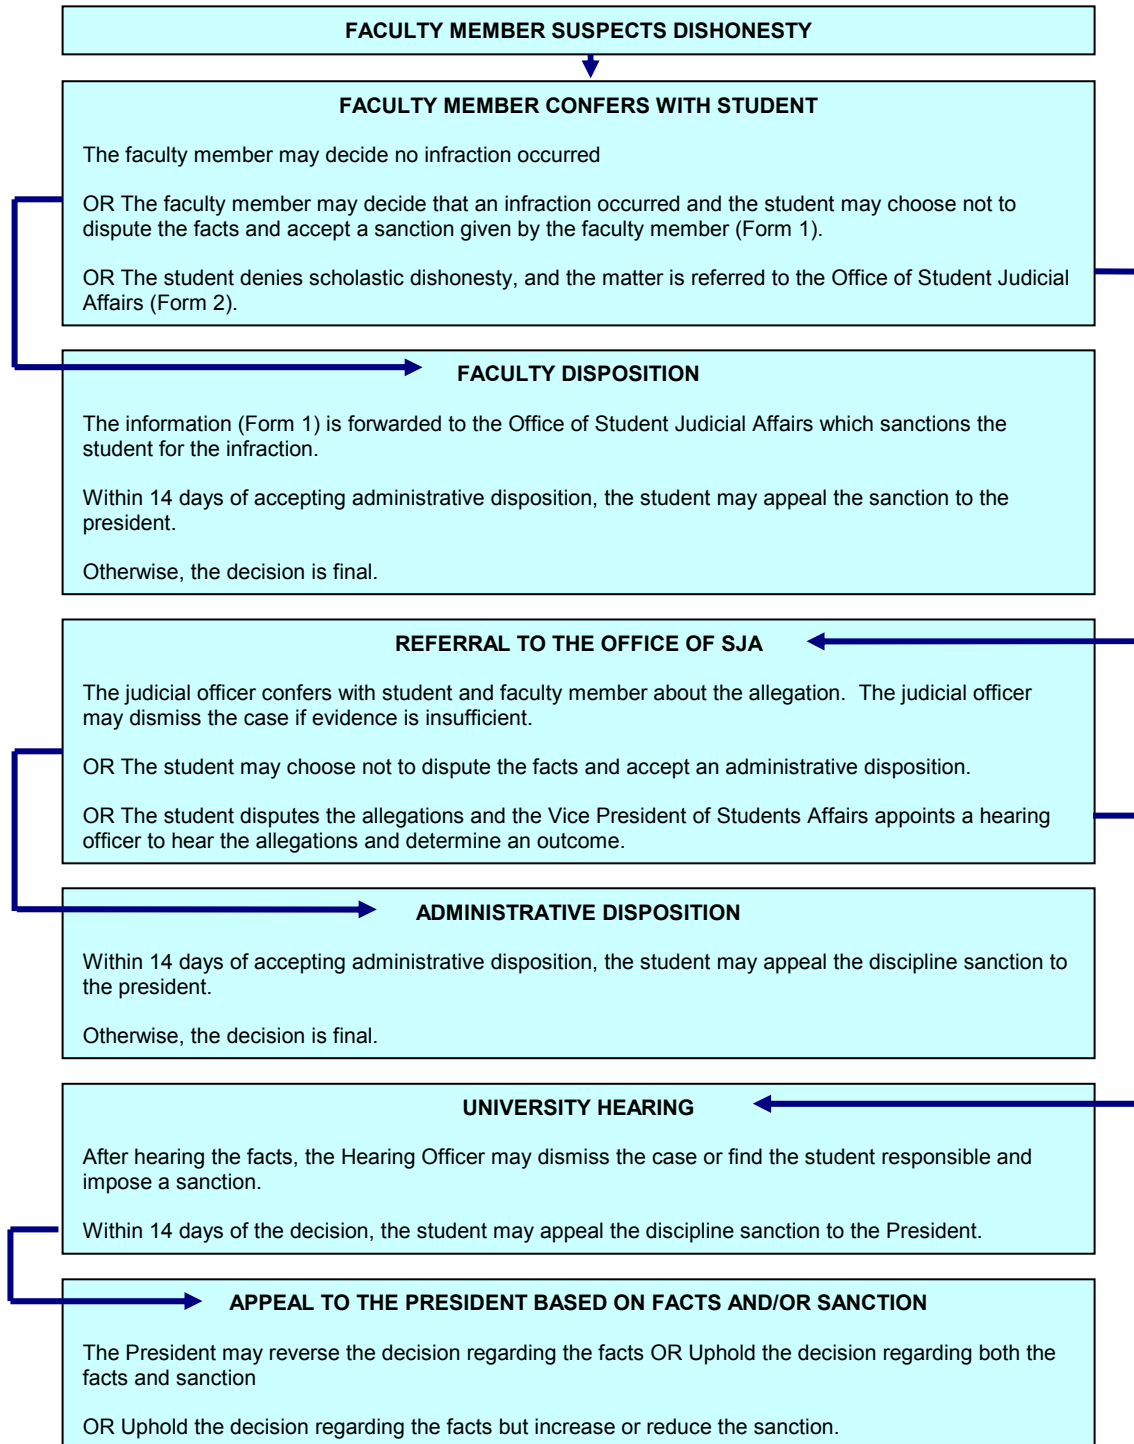 FACULTY MEMBER SUSPECTS DISHONESTY
FACULTY MEMBER CONFERS WITH STUDENT
The faculty member may decide no infraction occurred
OR The faculty member may decide that an infraction occurred and the student may choose not to
dispute the facts and accept a sanction given by the faculty member (Form 1).
OR The student denies scholastic dishonesty, and the matter is referred to the Office of Student Judicial
Affairs (Form 2).
FACULTY DISPOSITION
The information (Form 1) is forwarded to the Office of Student Judicial Affairs which sanctions the
student for the infraction.
Within 14 days of accepting administrative disposition, the student may appeal the sanction to the
president.
Otherwise, the decision is final.
REFERRAL TO THE OFFICE OF SJA
The judicial officer confers with student and faculty member about the allegation.  The judicial officer
may dismiss the case if evidence is insufficient.
OR The student may choose not to dispute the facts and accept an administrative disposition.
OR The student disputes the allegations and the Vice President of Students Affairs appoints a hearing
officer to hear the allegations and determine an outcome.
ADMINISTRATIVE DISPOSITION
Within 14 days of accepting administrative disposition, the student may appeal the discipline sanction to
the president.
Otherwise, the decision is final.
UNIVERSITY HEARING
After hearing the facts, the Hearing Officer may dismiss the case or find the student responsible and
impose a sanction.
Within 14 days of the decision, the student may appeal the discipline sanction to the President.
APPEAL TO THE PRESIDENT BASED ON FACTS AND/OR SANCTION
The President may reverse the decision regarding the facts OR Uphold the decision regarding both the
facts and sanction
OR Uphold the decision regarding the facts but increase or reduce the sanction.